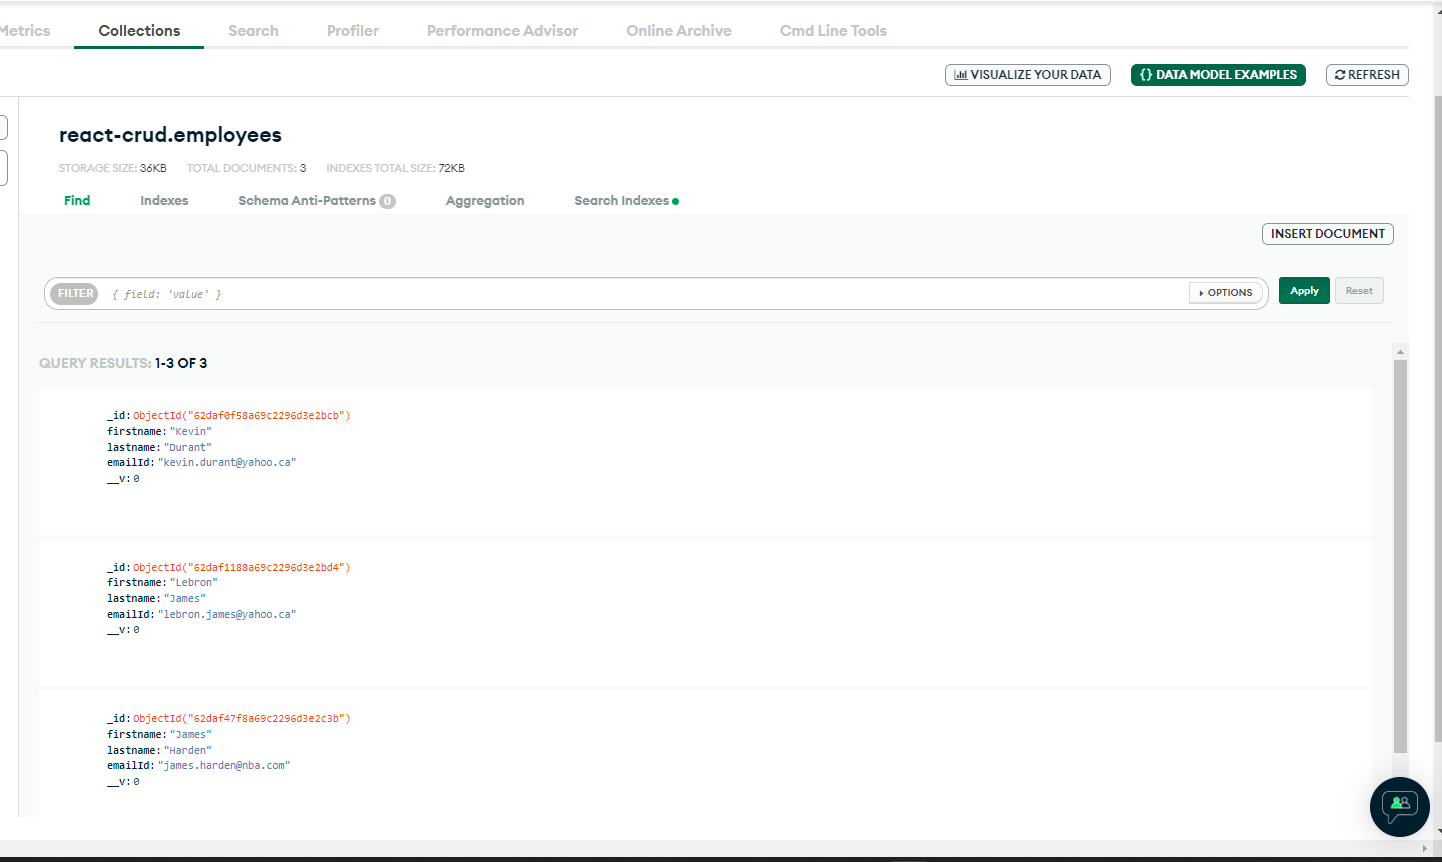 Metrics Collections Search Profiler Performance Advisor Online Archive Cmd Line Tools
VISUALIZE YOUR DATA {} DATA MODEL EXAMPLES REFRESH
react-crud.employees
STORAGE SIZE: 36KB TOTAL DOCUMENTS: 3 INDEXES TOTAL SIZE: 72KB
Find Indexes Schema Anti-Patterns 0 Aggregation Search Indexes
INSERT DOCUMENT
FILTER { field: 'value' } OPTIONS Apply Reset
QUERY RESULTS: 1-3 OF 3
_id: ObjectId("62daf0f58a69c2296d3e2bcb")
firstname: "Kevin"
lastname: "Durant"
emailId: "kevin.durant@yahoo.ca"
__v: 0
_id: ObjectId("62daf1188a69c2296d3e2bd4")
firstname: "Lebron"
lastname: "James"
emailId: "lebron.james@yahoo.ca"
__v: 0
_id: ObjectId("62daf47f8a69c2296d3e2c3b")
firstname: "James"
lastname: "Harden"
emailId: "james.harden@nba.com"
__v: 0